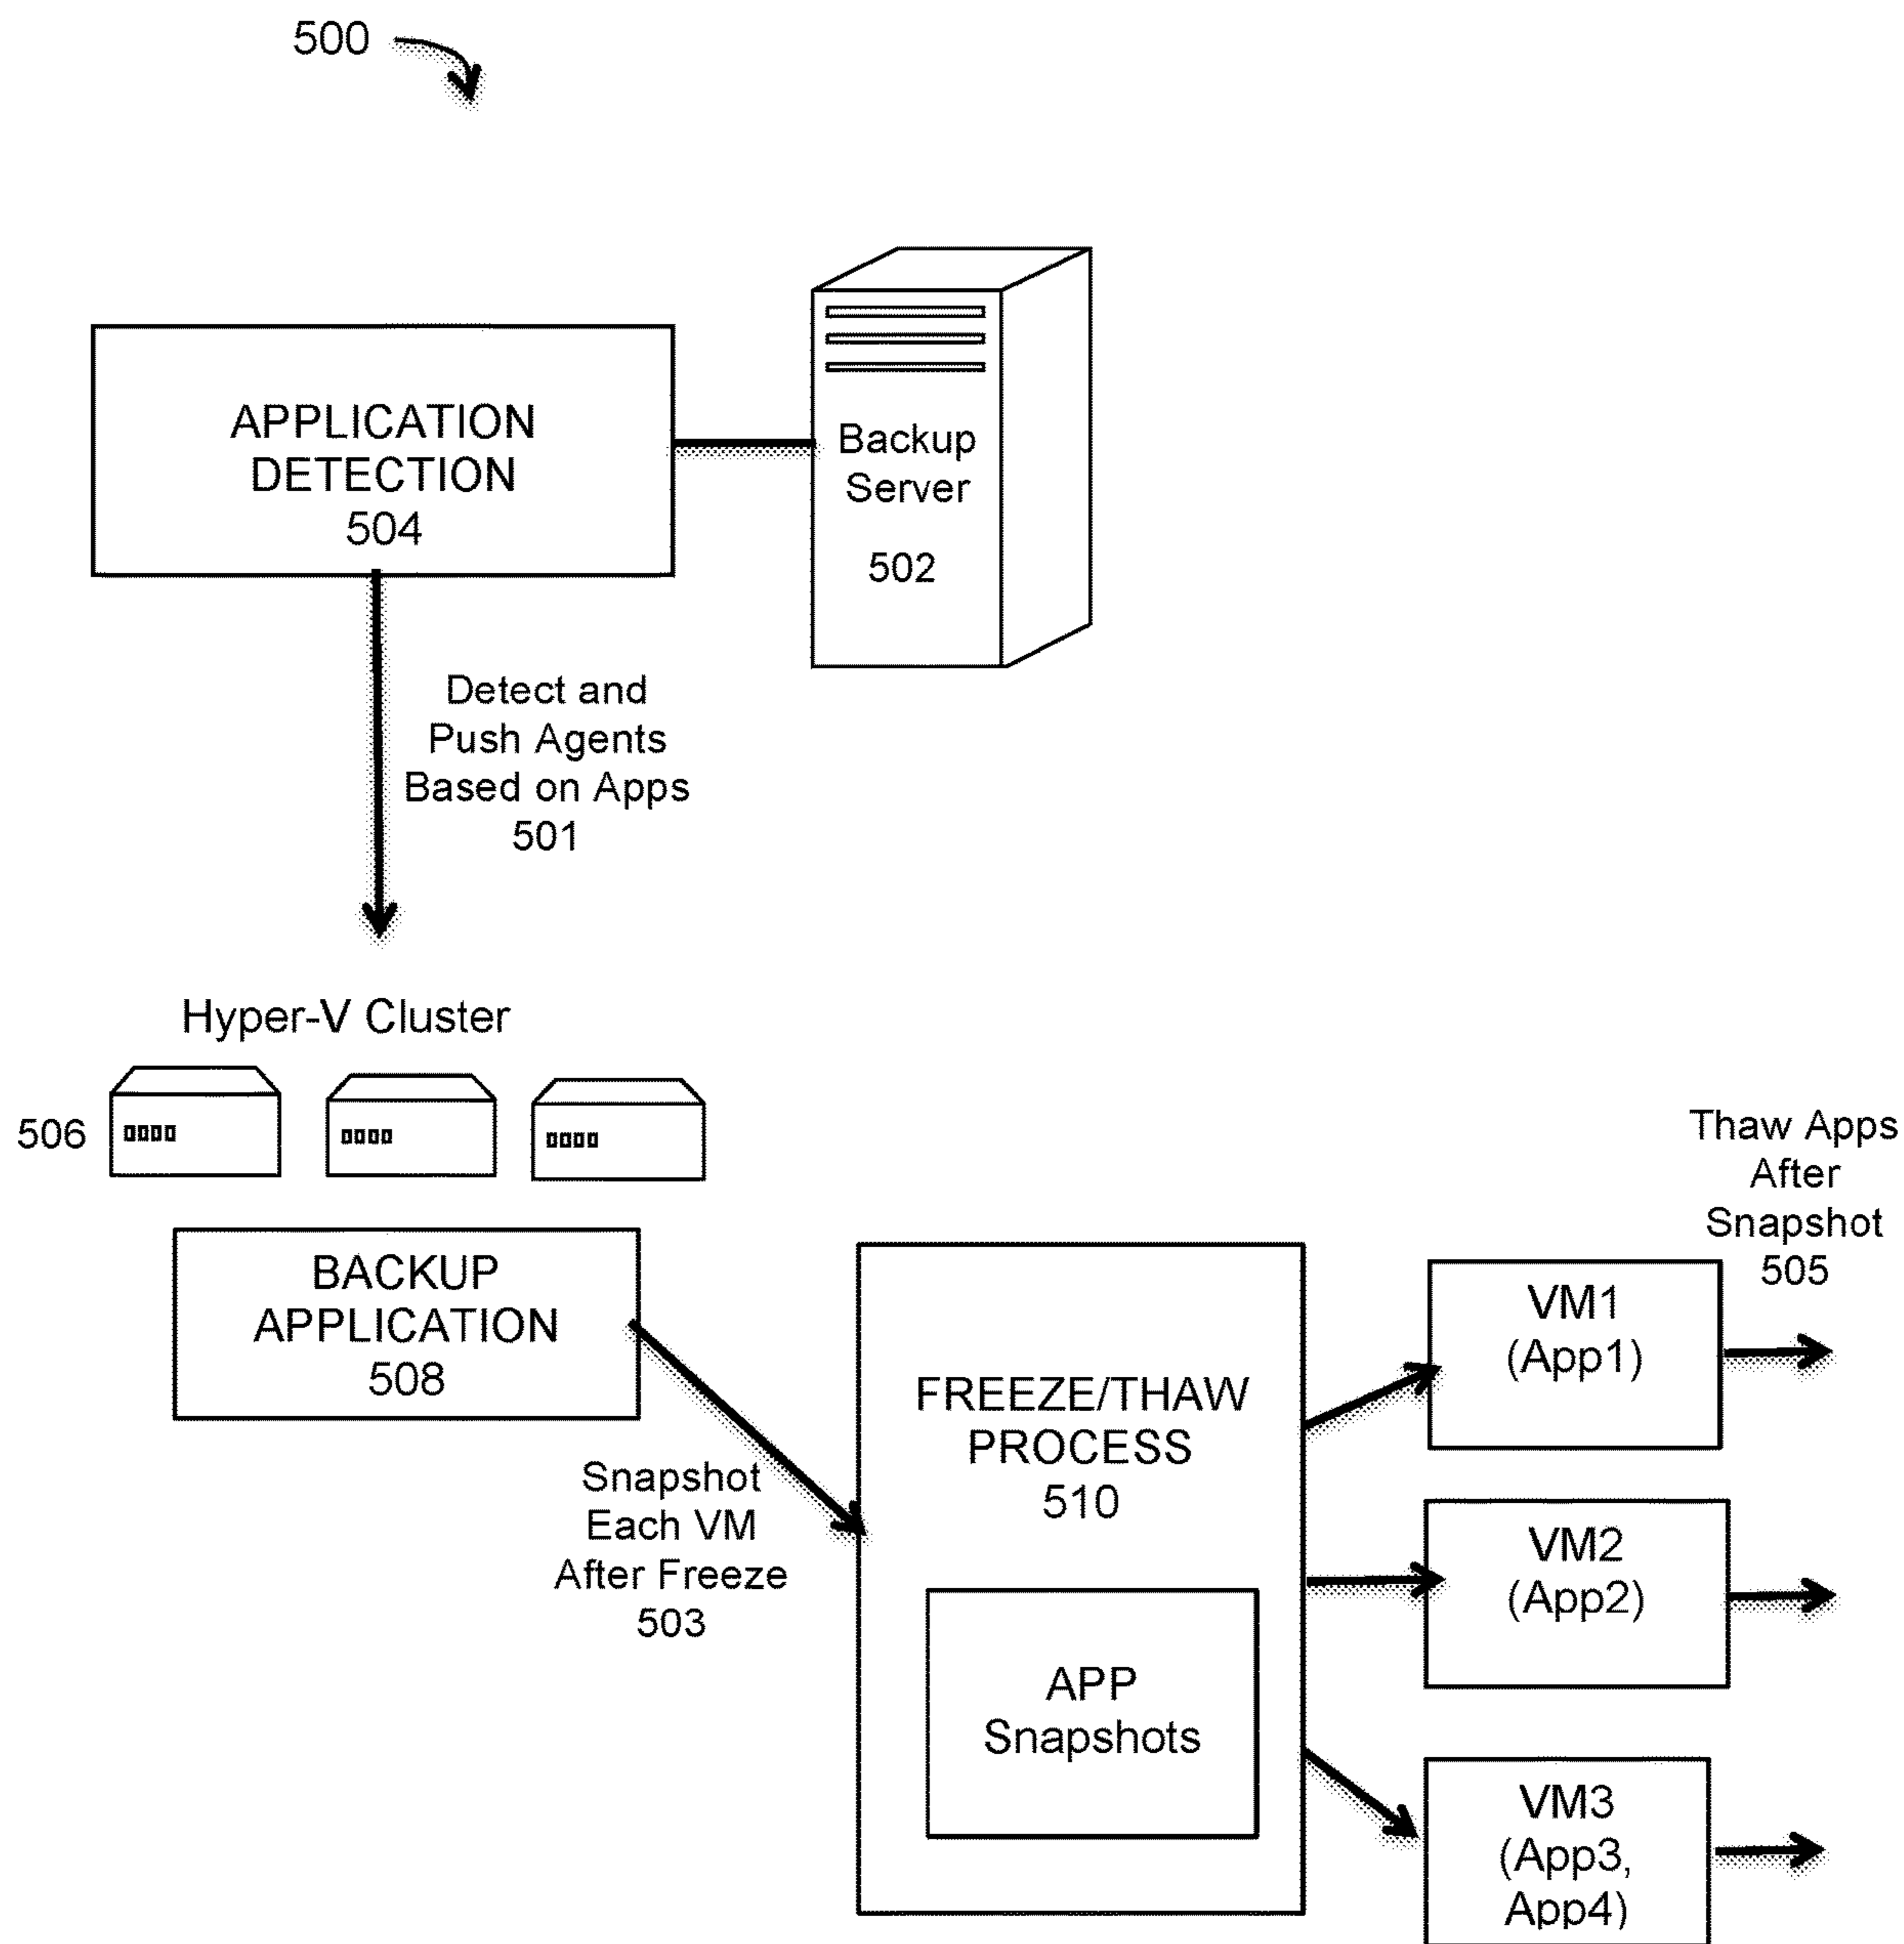 500
APPLICATION
DETECTION
504
Backup
Server
502
Detect and
Push Agents
Based on Apps
501
Hyper-V Cluster
506
BACKUP
APPLICATION
508
Snapshot
Each VM
After Freeze
503
FREEZE/THAW
PROCESS
510
APP
Snapshots
Thaw Apps
After
Snapshot
505
VM1
(App1)
VM2
(App2)
VM3
(App3,
App4)